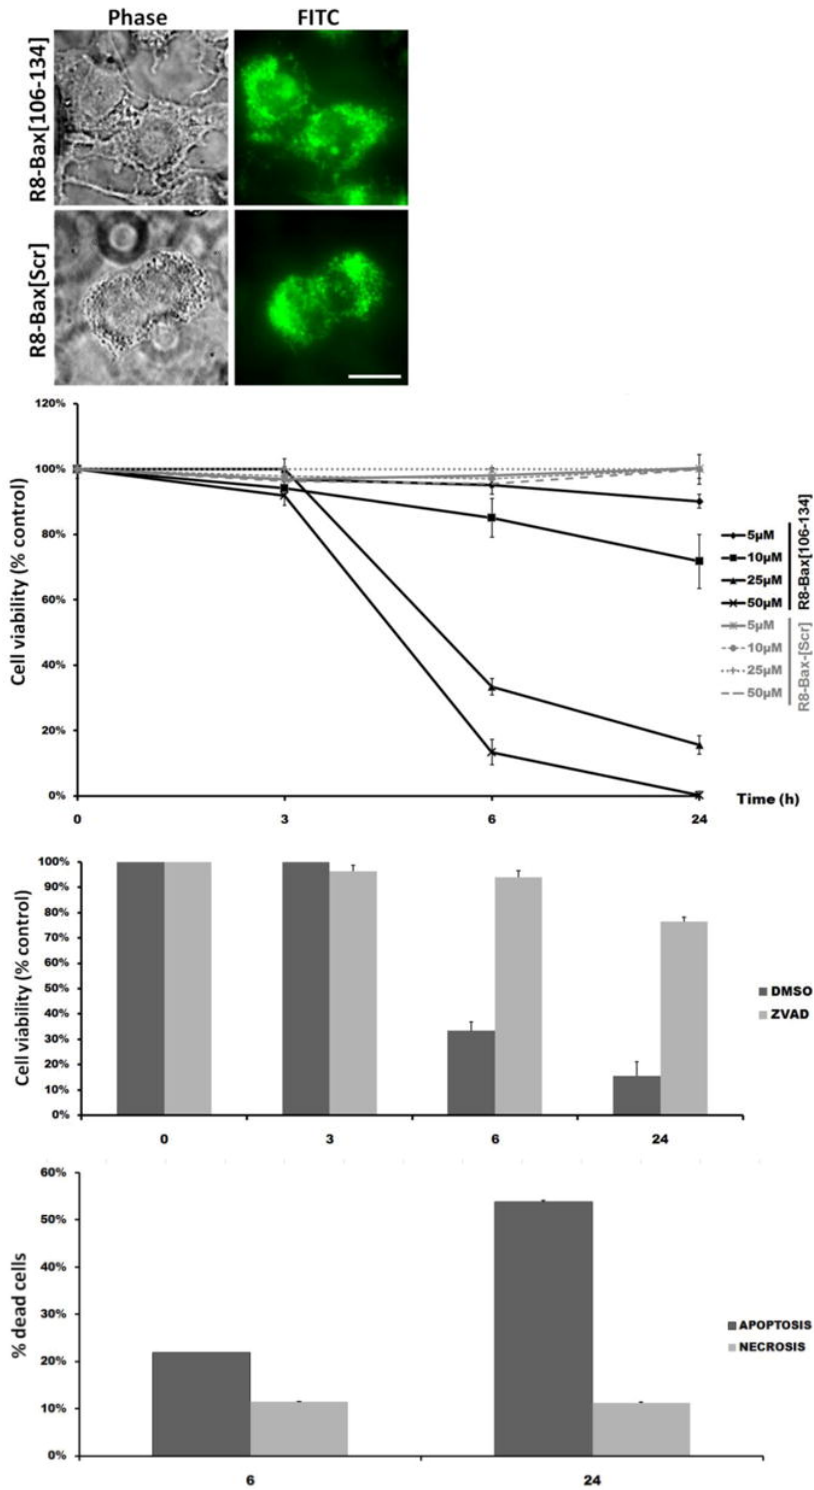 Phase FITC
R8-Bax[106-134]
R8-Bax[Scr]
120%
100%
80%
60%
40%
20%
0%
Cell viability (% control)
0 3 6 24
Time (h)
5µM
10µM
25µM
50µM
R8-Bax[106-134]
5µM
10µM
25µM
50µM
R8-Bax-[Scr]
100%
90%
80%
70%
60%
50%
40%
30%
20%
10%
0%
Cell viability (% control)
0 3 6 24
DMSO
ZVAD
60%
50%
40%
30%
20%
10%
0%
% dead cells
6 24
APOPTOSIS
NECROSIS